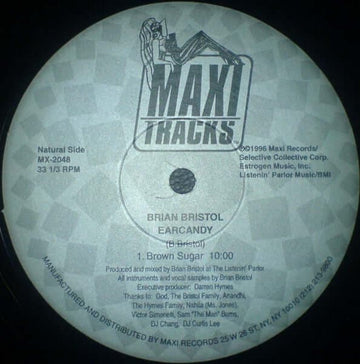 MAXI
TRACKS
Natural Side
MX-2048
33 1/3 RPM
℗©1996 Maxi Records/
Selective Collective Corp.
Estrogen Music, Inc.
Listenin' Parlor Music/BMI
BRIAN BRISTOL
EARCANDY
(B.Bristol)
1. Brown Sugar 10:00
Produced and mixed by Brian Bristol at The Listenin' Parlor
All instruments and vocal samples by Brian Bristol
Executive producer: Darren Hymes
Thanks to: God, The Bristol Family, Anandhi,
The Hymes Family, Nshila (Ms. Jones),
Victor Simonelli, Sam "The Man" Burns,
DJ Chang, DJ Curtis Lee
MANUFACTURED AND DISTRIBUTED BY MAXI RECORDS 25 W 26 ST, NY, NY 10010 (212)